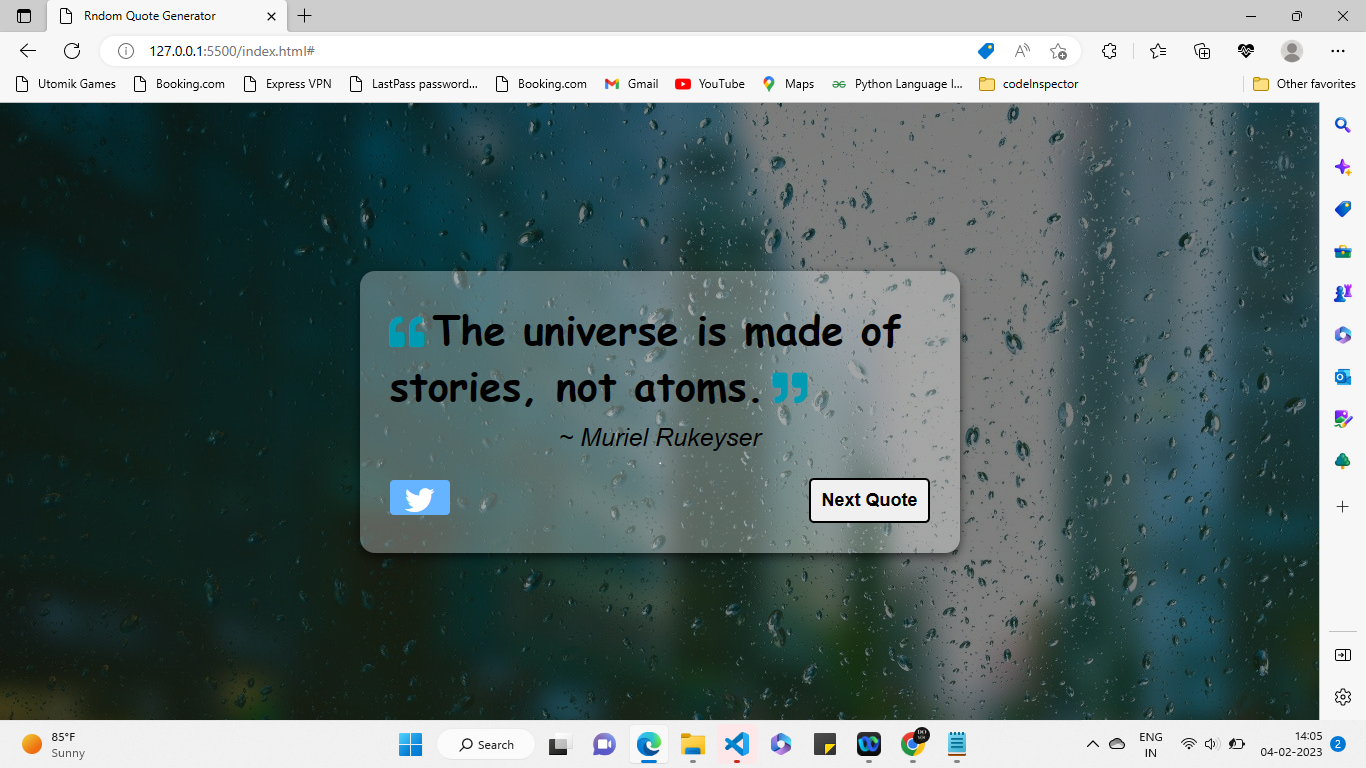 Rndom Quote Generator
127.0.0.1:5500/index.html#
Utomik Games
Booking.com
Express VPN
LastPass password...
Booking.com
Gmail
YouTube
Maps
Python Language I...
codeInspector
Other favorites
The universe is made of
stories, not atoms.
~ Muriel Rukeyser
Next Quote
85°F
Sunny
Search
ENG
IN
14:05
04-02-2023
2